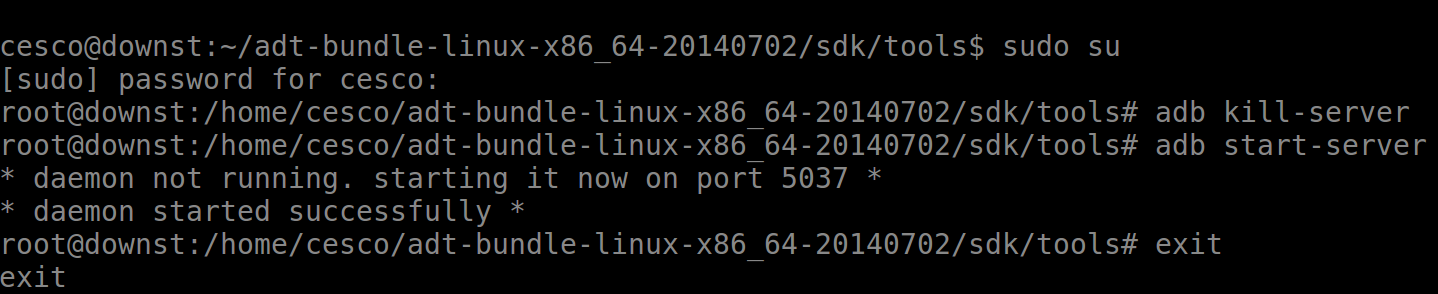 cesco@downst:~/adt-bundle-linux-x86_64-20140702/sdk/tools$ sudo su
[sudo] password for cesco:
root@downst:/home/cesco/adt-bundle-linux-x86_64-20140702/sdk/tools# adb kill-server
root@downst:/home/cesco/adt-bundle-linux-x86_64-20140702/sdk/tools# adb start-server
* daemon not running. starting it now on port 5037 *
* daemon started successfully *
root@downst:/home/cesco/adt-bundle-linux-x86_64-20140702/sdk/tools# exit
exit